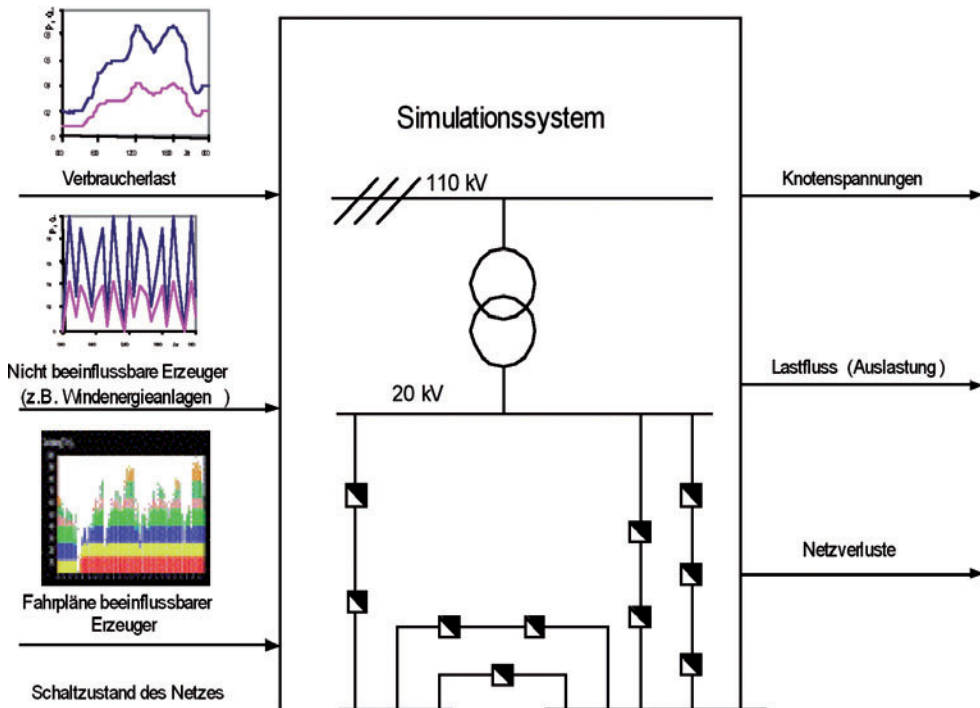 Simulationssystem
110 kV
20 kV
Verbraucherlast
Nicht beeinflussbare Erzeuger
(z.B. Windenergieanlagen )
Fahrpläne beeinflussbarer
Erzeuger
Schaltzustand des Netzes
Knotenspannungen
Lastfluss (Auslastung )
Netzverluste